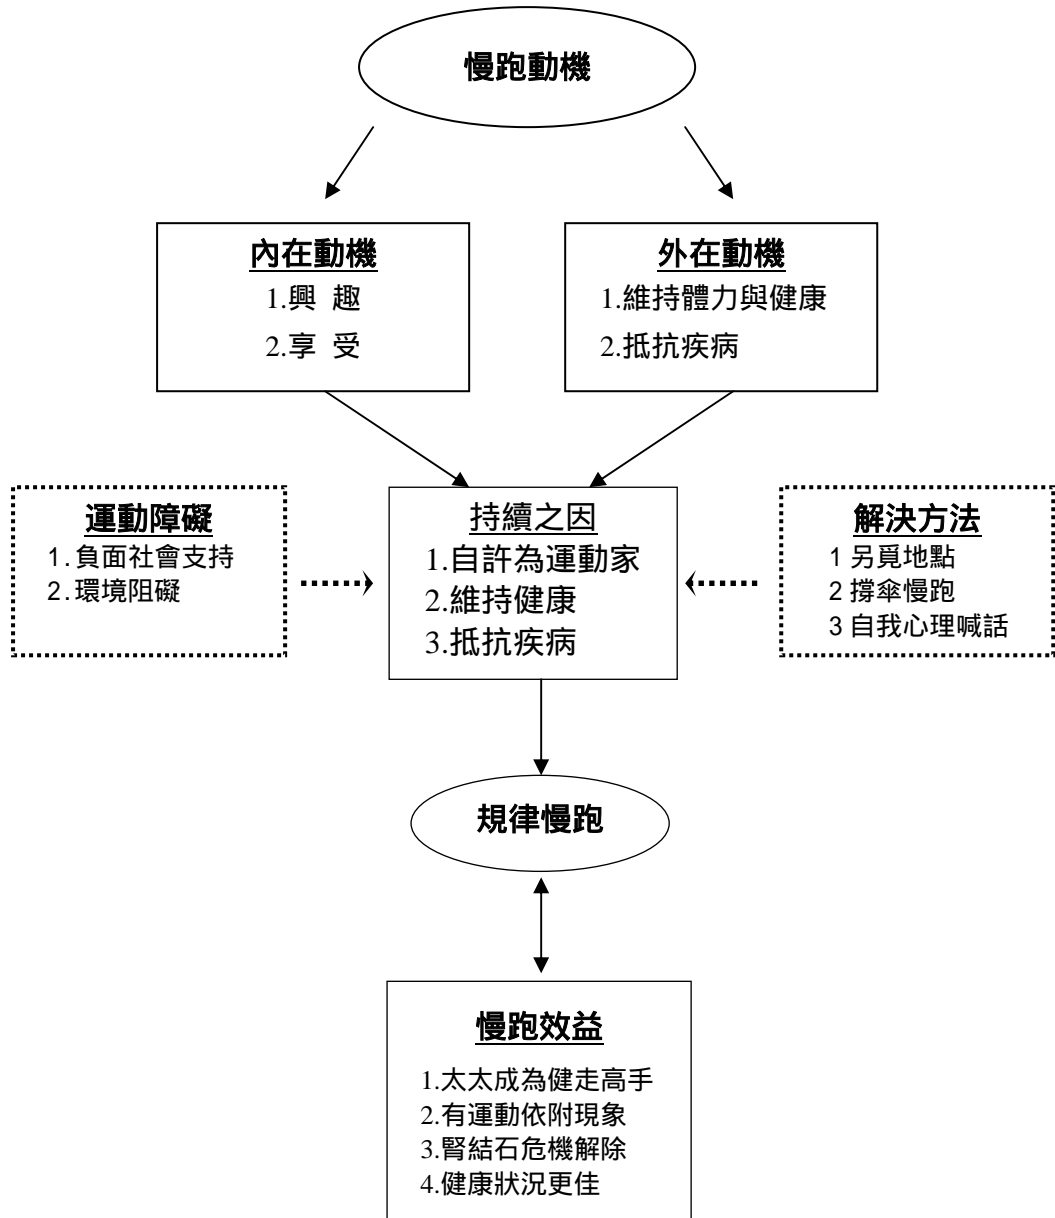 慢跑動機
內在動機
1.興 趣
2.享 受
外在動機
1.維持體力與健康
2.抵抗疾病
運動障礙
1.負面社會支持
2.環境阻礙
持續之因
1.自許為運動家
2.維持健康
3.抵抗疾病
解決方法
1 另覓地點
2 撐傘慢跑
3 自我心理喊話
規律慢跑
慢跑效益
1.太太成為健走高手
2.有運動依附現象
3.腎結石危機解除
4.健康狀況更佳